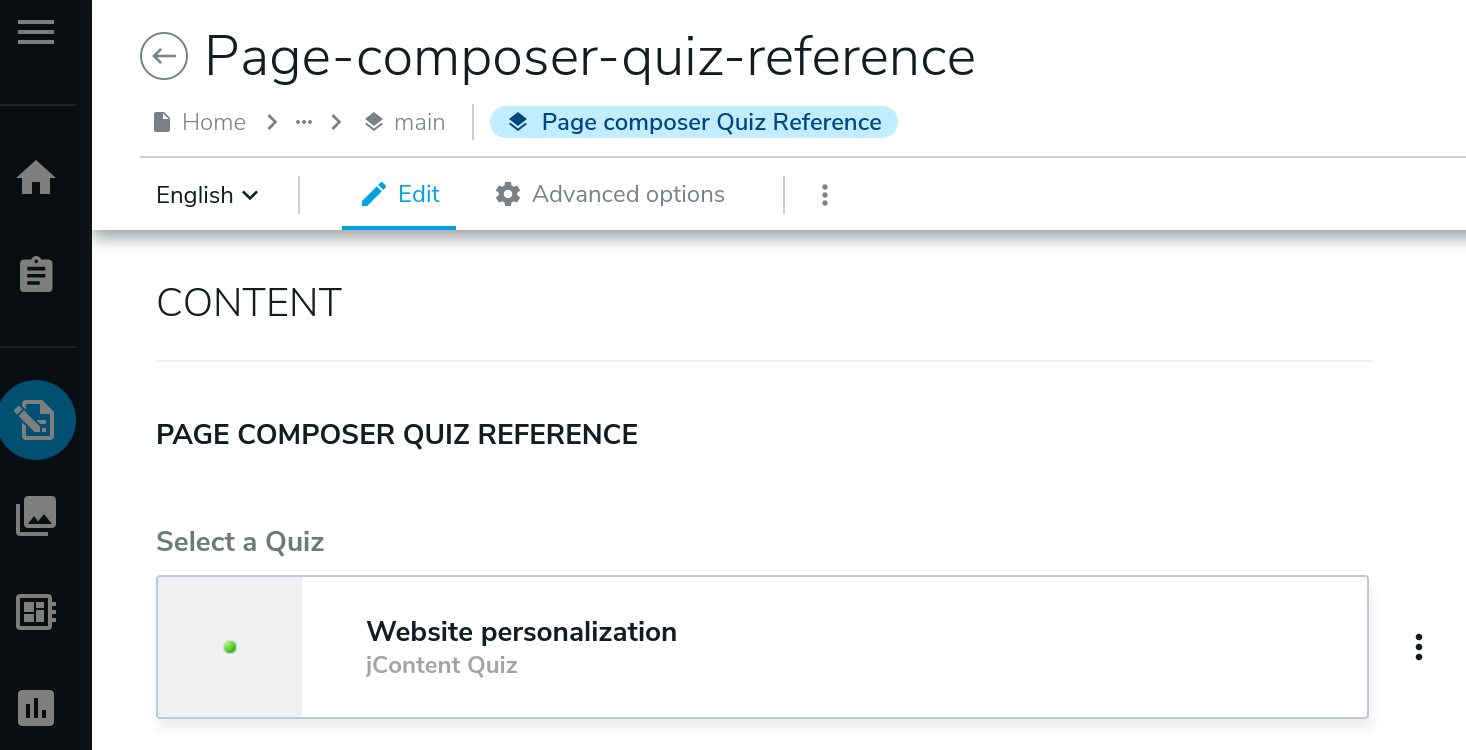 Page-composer-quiz-reference
Home ··· main Page composer Quiz Reference
English Edit Advanced options
CONTENT
PAGE COMPOSER QUIZ REFERENCE
Select a Quiz
Website personalization
jContent Quiz